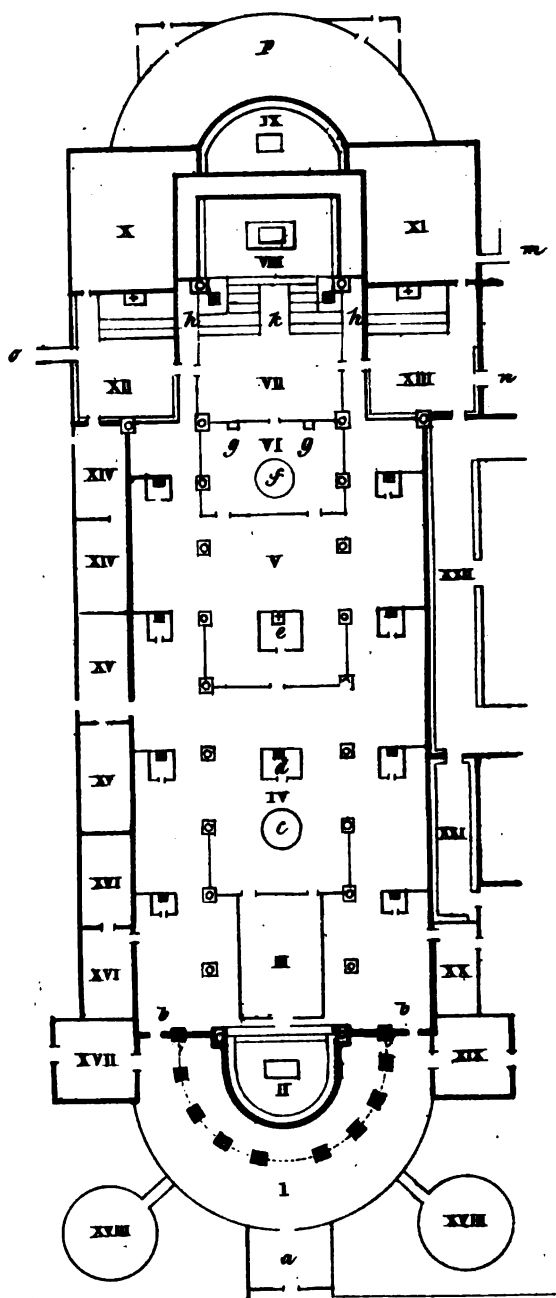 p
IX
X XI
VIII
m
h k h
o
XII VII XIII n
g VI g
f
XIV
V
XIV XXII
e
XV
d
XV IV
c
XVI XXI
III
XVI XX
b b
XVII XIX
II
I
XVIII XVIII
a